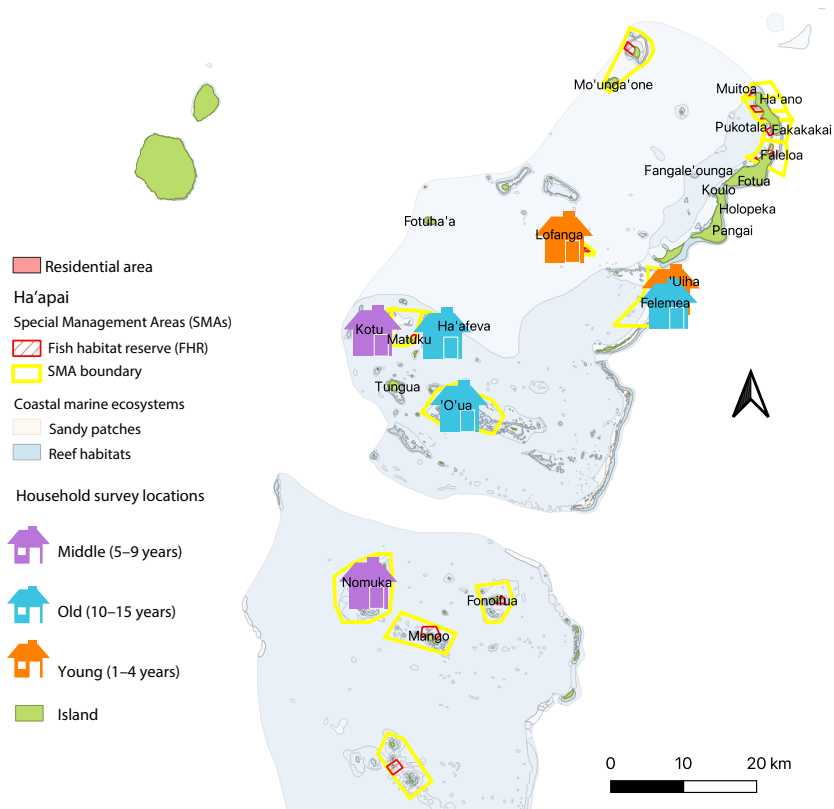 Mo'unga'one
Muitoa
Ha'ano
Pukotala
Fakakakai
Faleloa
Fangale'ounga
Fotua
Koulo
Holopeka
Pangai
Fotuha'a
Lofanga
'Uiha
Felemea
Kotu
Matuku
Ha'afeva
Tungua
'O'ua
Nomuka
Fonoifua
Mango
Residential area
Ha'apai
Special Management Areas (SMAs)
Fish habitat reserve (FHR)
SMA boundary
Coastal marine ecosystems
Sandy patches
Reef habitats
Household survey locations
Middle (5–9 years)
Old (10–15 years)
Young (1–4 years)
Island
0 10 20 km